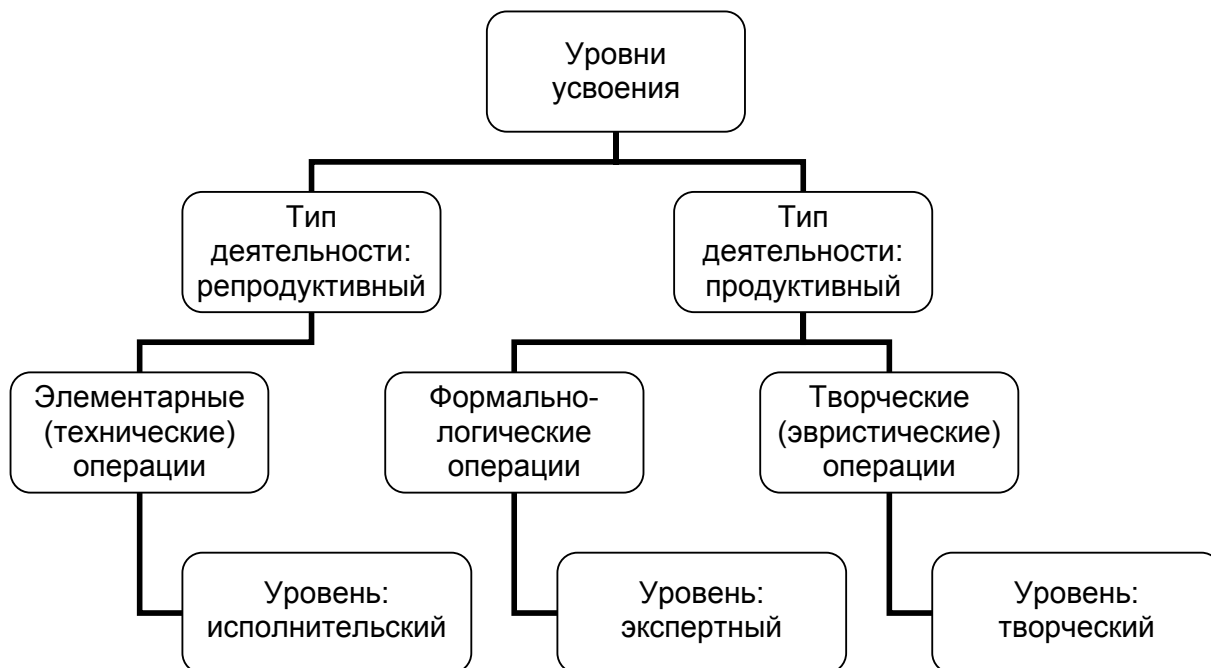 Уровни
усвоения
Тип
деятельности:
репродуктивный
Тип
деятельности:
продуктивный
Элементарные
(технические)
операции
Формально-
логические
операции
Творческие
(эвристические)
операции
Уровень:
исполнительский
Уровень:
экспертный
Уровень:
творческий